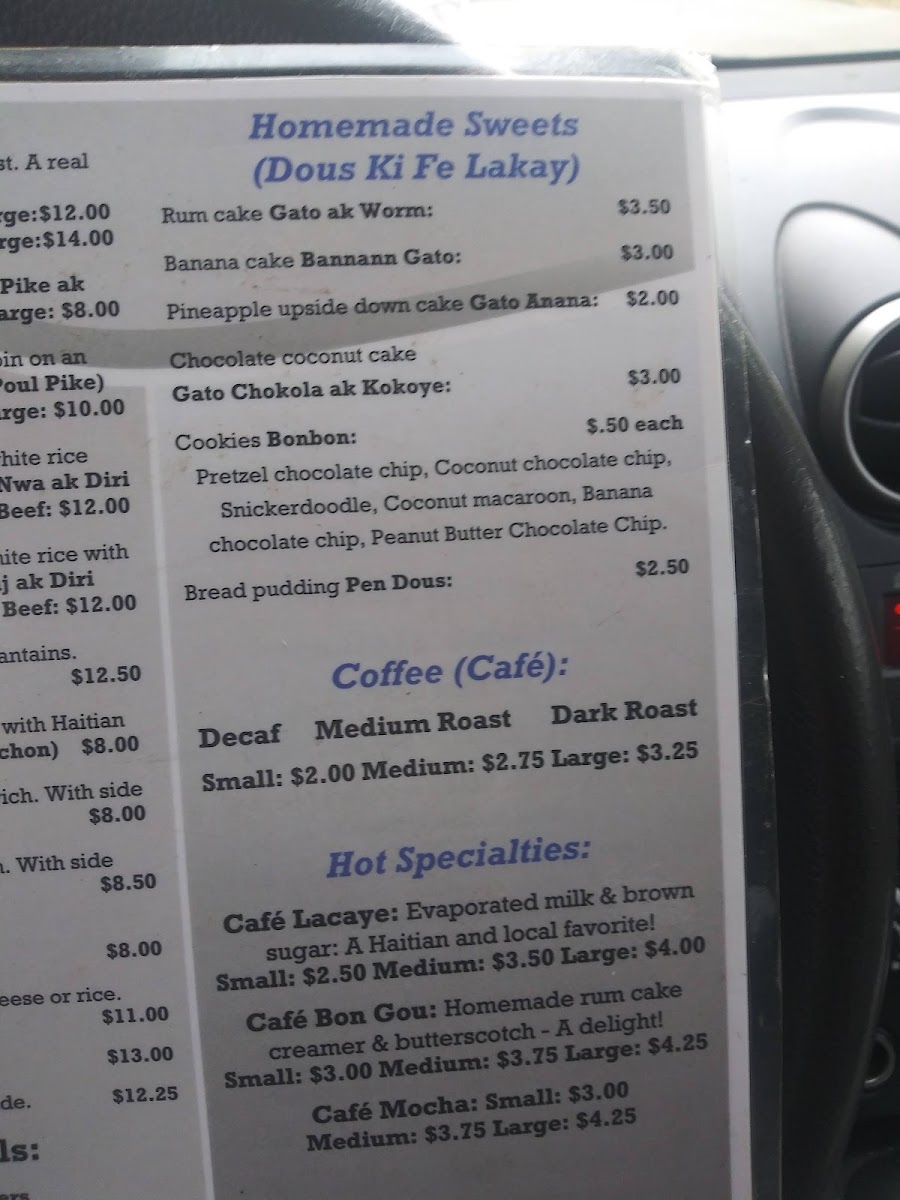 st. A real
rge:$12.00
rge:$14.00
Pike ak
arge: $8.00
on an
Poul Pike)
arge: $10.00
white rice
Nwa ak Diri
Beef: $12.00
rice with
j ak Diri
Beef: $12.00
antains.
$12.50
with Haitian
chon) $8.00
ich. With side
$8.00
. With side
$8.50
$8.00
eese or rice.
$11.00
$13.00
de. $12.25
ls:
ers
Homemade Sweets
(Dous Ki Fe Lakay)
Rum cake Gato ak Worm: $3.50
Banana cake Bannann Gato: $3.00
Pineapple upside down cake Gato Anana: $2.00
Chocolate coconut cake
Gato Chokola ak Kokoye: $3.00
Cookies Bonbon: $.50 each
Pretzel chocolate chip, Coconut chocolate chip,
Snickerdoodle, Coconut macaroon, Banana
chocolate chip, Peanut Butter Chocolate Chip.
Bread pudding Pen Dous: $2.50
Coffee (Café):
Decaf Medium Roast Dark Roast
Small: $2.00 Medium: $2.75 Large: $3.25
Hot Specialties:
Café Lacaye: Evaporated milk & brown
sugar: A Haitian and local favorite!
Small: $2.50 Medium: $3.50 Large: $4.00
Café Bon Gou: Homemade rum cake
creamer & butterscotch - A delight!
Small: $3.00 Medium: $3.75 Large: $4.25
Café Mocha: Small: $3.00
Medium: $3.75 Large: $4.25